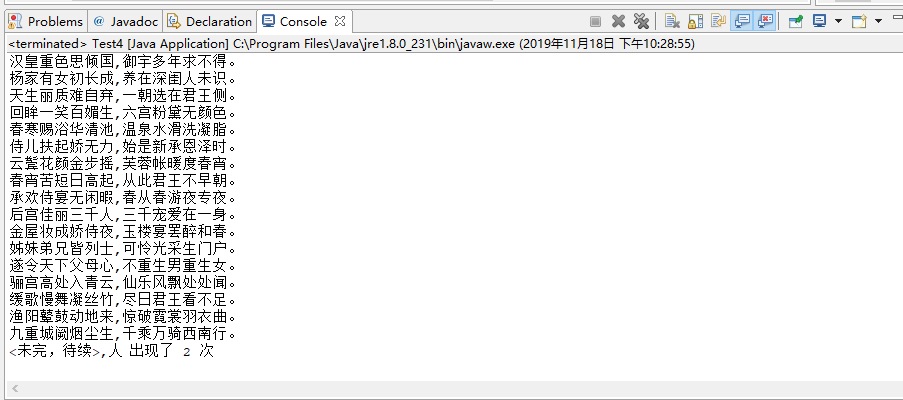 Problems @ Javadoc Declaration Console
<terminated> Test4 [Java Application] C:\Program Files\Java\jre1.8.0_231\bin\javaw.exe (2019年11月18日 下午10:28:55)
汉皇重色思倾国,御宇多年求不得。
杨家有女初长成,养在深闺人未识。
天生丽质难自弃,一朝选在君王侧。
回眸一笑百媚生,六宫粉黛无颜色。
春寒赐浴华清池,温泉水滑洗凝脂。
侍儿扶起娇无力,始是新承恩泽时。
云鬓花颜金步摇,芙蓉帐暖度春宵。
春宵苦短日高起,从此君王不早朝。
承欢侍宴无闲暇,春从春游夜专夜。
后宫佳丽三千人,三千宠爱在一身。
金屋妆成娇侍夜,玉楼宴罢醉和春。
姊妹弟兄皆列士,可怜光采生门户。
遂令天下父母心,不重生男重生女。
骊宫高处入青云,仙乐风飘处处闻。
缓歌慢舞凝丝竹,尽日君王看不足。
渔阳鼙鼓动地来,惊破霓裳羽衣曲。
九重城阙烟尘生,千乘万骑西南行。
<未完，待续>,人 出现了 2 次